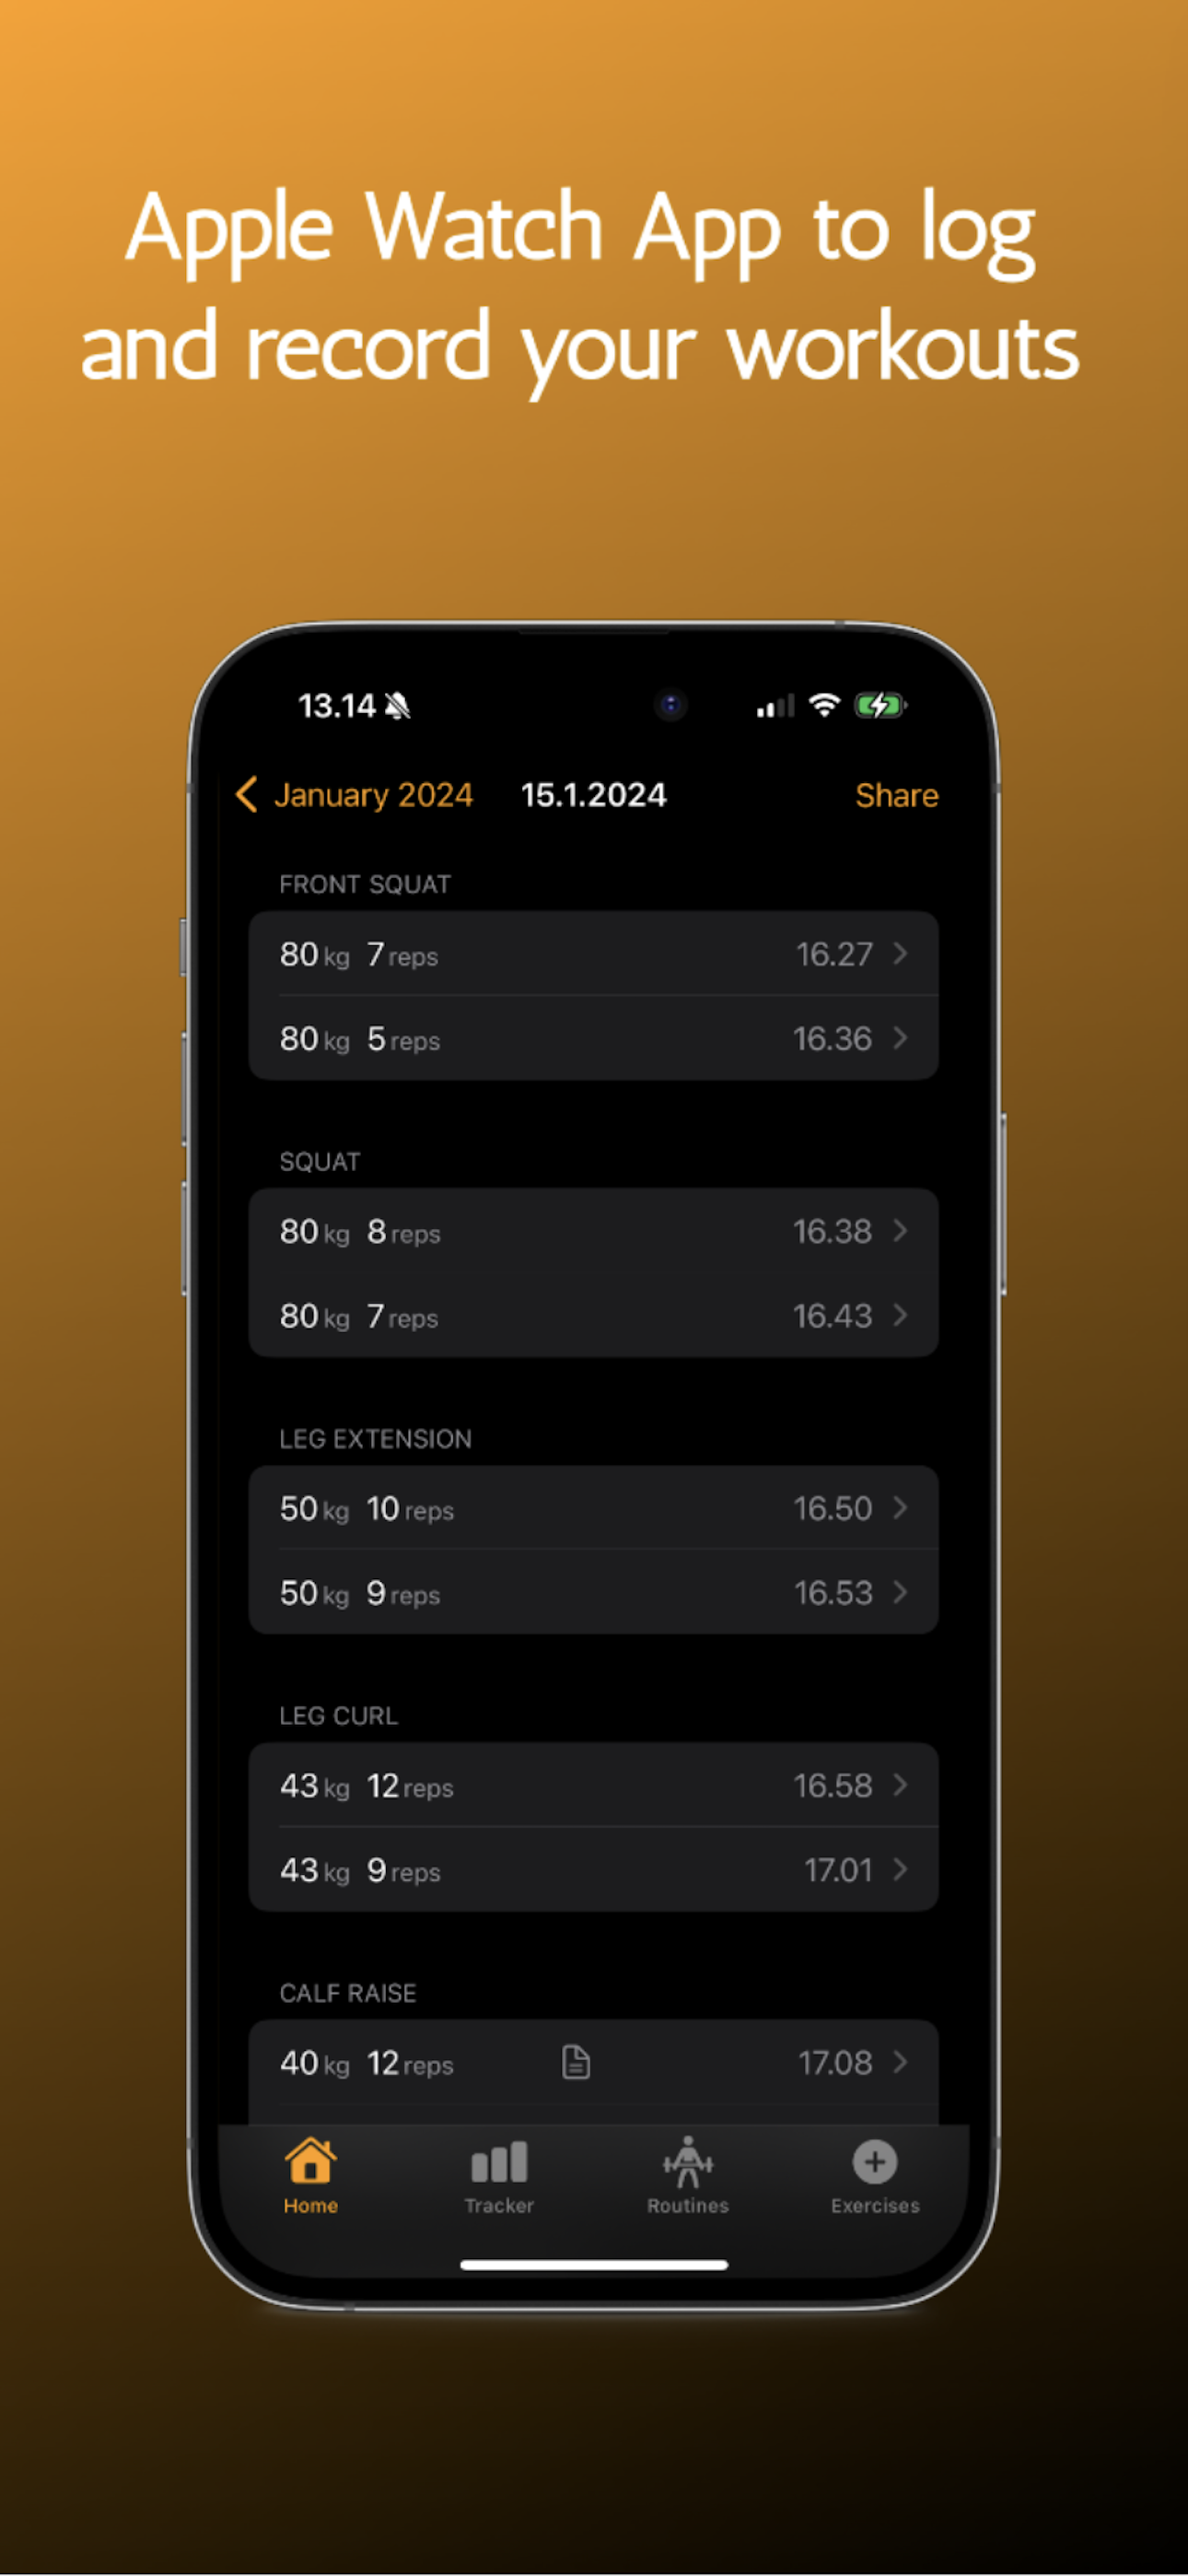 Apple Watch App to log
and record your workouts
13.14
January 2024 15.1.2024 Share
FRONT SQUAT
80 kg 7 reps 16.27
80 kg 5 reps 16.36
SQUAT
80 kg 8 reps 16.38
80 kg 7 reps 16.43
LEG EXTENSION
50 kg 10 reps 16.50
50 kg 9 reps 16.53
LEG CURL
43 kg 12 reps 16.58
43 kg 9 reps 17.01
CALF RAISE
40 kg 12 reps 17.08
Home Tracker Routines Exercises